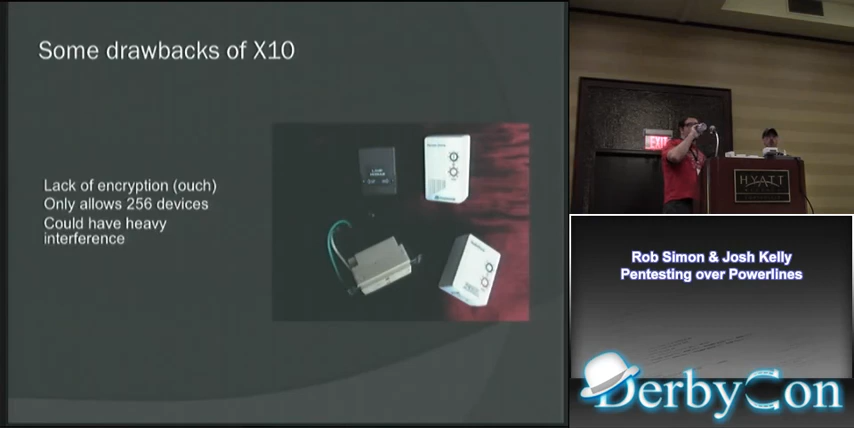 Some drawbacks of X10
Lack of encryption (ouch)
Only allows 256 devices
Could have heavy
interference
EXIT
HYATT
Rob Simon & Josh Kelly
Pentesting over Powerlines
DerbyCon